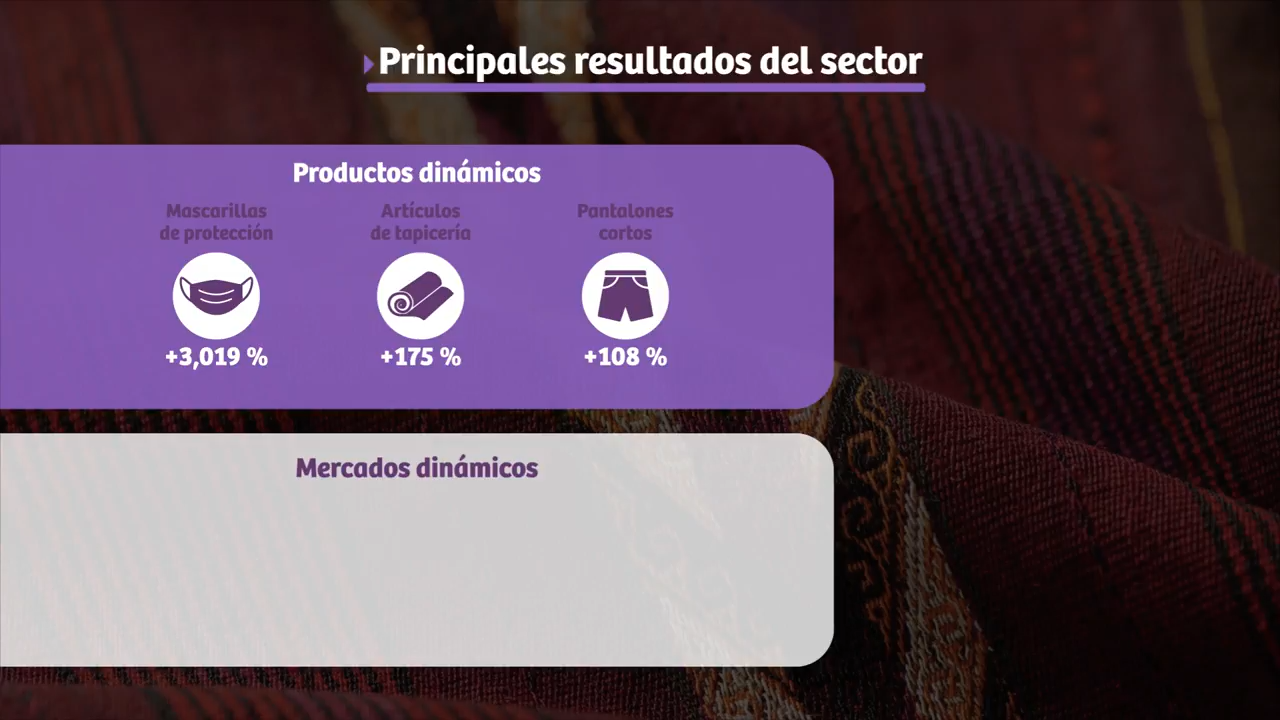 Principales resultados del sector
Productos dinámicos
Mascarillas
de protección
Artículos
de tapicería
Pantalones
cortos
+3,019 %
+175 %
+108 %
Mercados dinámicos